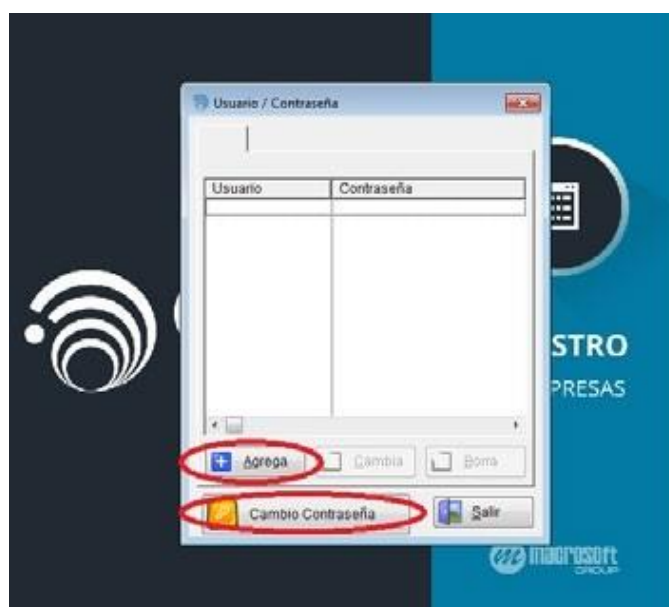 Usuario / Contraseña
Usuario Contraseña
STRO
PRESAS
Agrega Cambia Borra
Cambio Contraseña Salir
macrosoft
GROUP